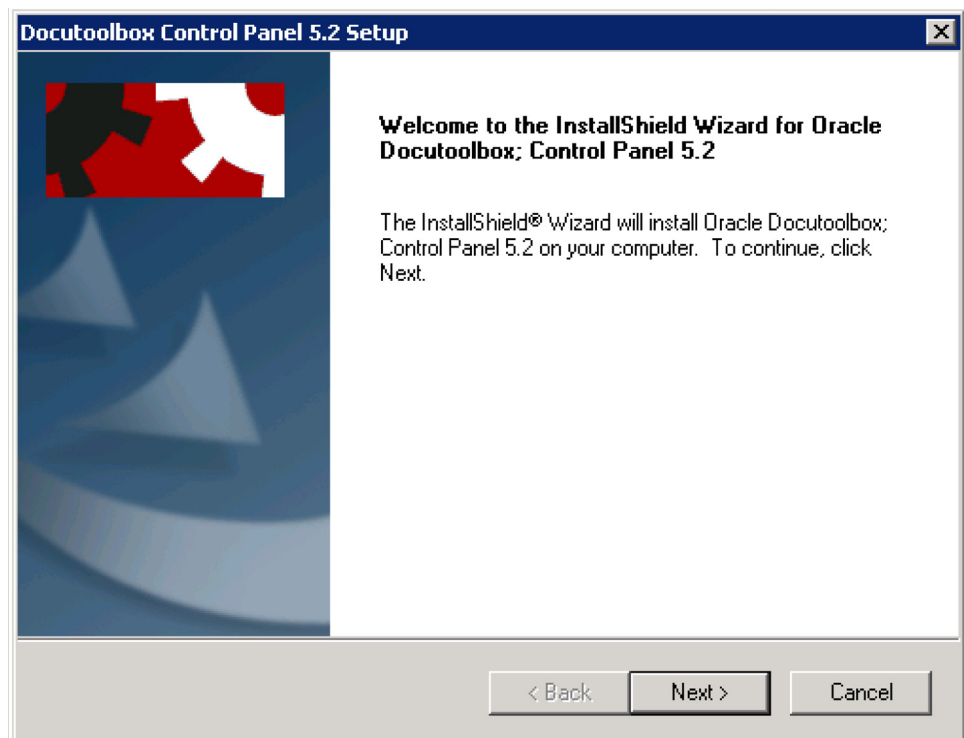 Docutoolbox Control Panel 5.2 Setup
Welcome to the InstallShield Wizard for Oracle
Docutoolbox; Control Panel 5.2
The InstallShield® Wizard will install Oracle Docutoolbox;
Control Panel 5.2 on your computer.  To continue, click
Next.
< Back
Next >
Cancel